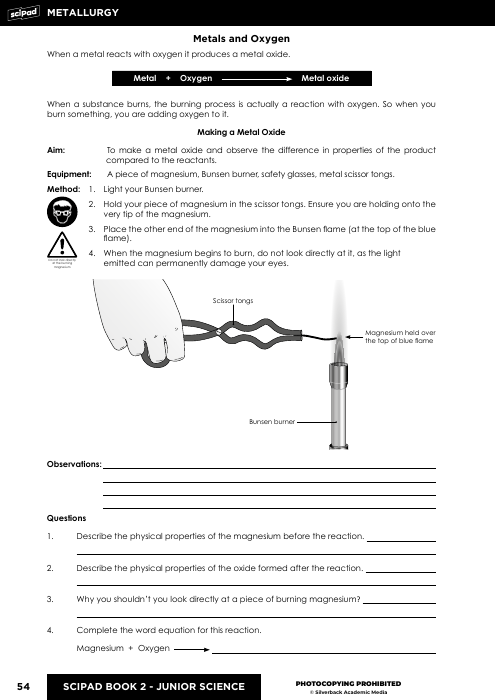 scipad METALLURGY
Metals and Oxygen
When a metal reacts with oxygen it produces a metal oxide.
Metal + Oxygen Metal oxide
When a substance burns, the burning process is actually a reaction with oxygen. So when you
burn something, you are adding oxygen to it.
Making a Metal Oxide
Aim: To make a metal oxide and observe the difference in properties of the product
compared to the reactants.
Equipment: A piece of magnesium, Bunsen burner, safety glasses, metal scissor tongs.
Method: 1. Light your Bunsen burner.
2. Hold your piece of magnesium in the scissor tongs. Ensure you are holding onto the
very tip of the magnesium.
3. Place the other end of the magnesium into the Bunsen flame (at the top of the blue
flame).
4. When the magnesium begins to burn, do not look directly at it, as the light
emitted can permanently damage your eyes.
Scissor tongs
Magnesium held over
the top of blue flame
Bunsen burner
Observations:
Questions
1. Describe the physical properties of the magnesium before the reaction.
2. Describe the physical properties of the oxide formed after the reaction.
3. Why you shouldn't you look directly at a piece of burning magnesium?
4. Complete the word equation for this reaction.
Magnesium + Oxygen
54 SCIPAD BOOK 2 - JUNIOR SCIENCE
PHOTOCOPYING PROHIBITED
© Silverback Academic Media